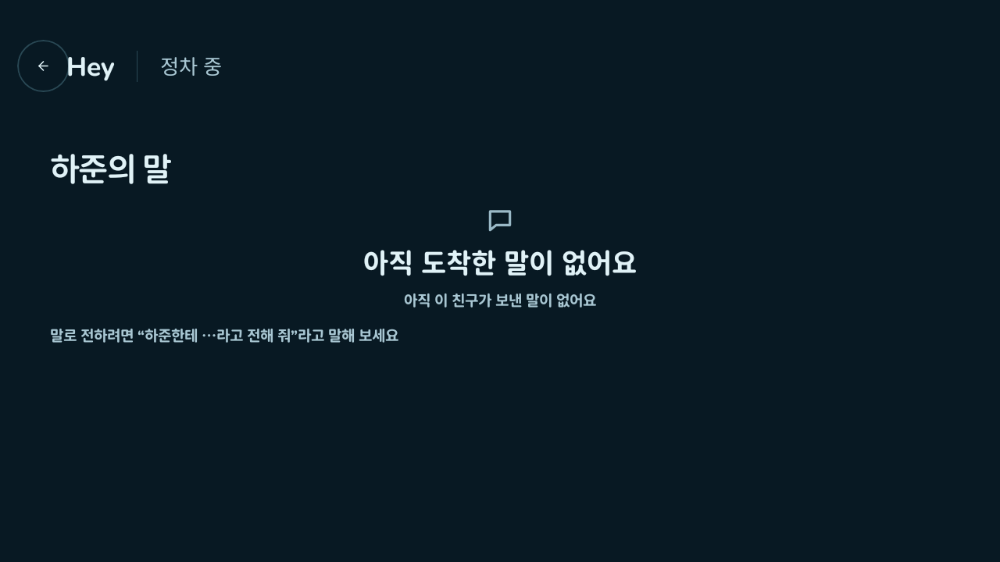 Hey 정차 중
하준의 말
아직 도착한 말이 없어요
아직 이 친구가 보낸 말이 없어요
말로 전하려면 “하준한테 …라고 전해 줘”라고 말해 보세요